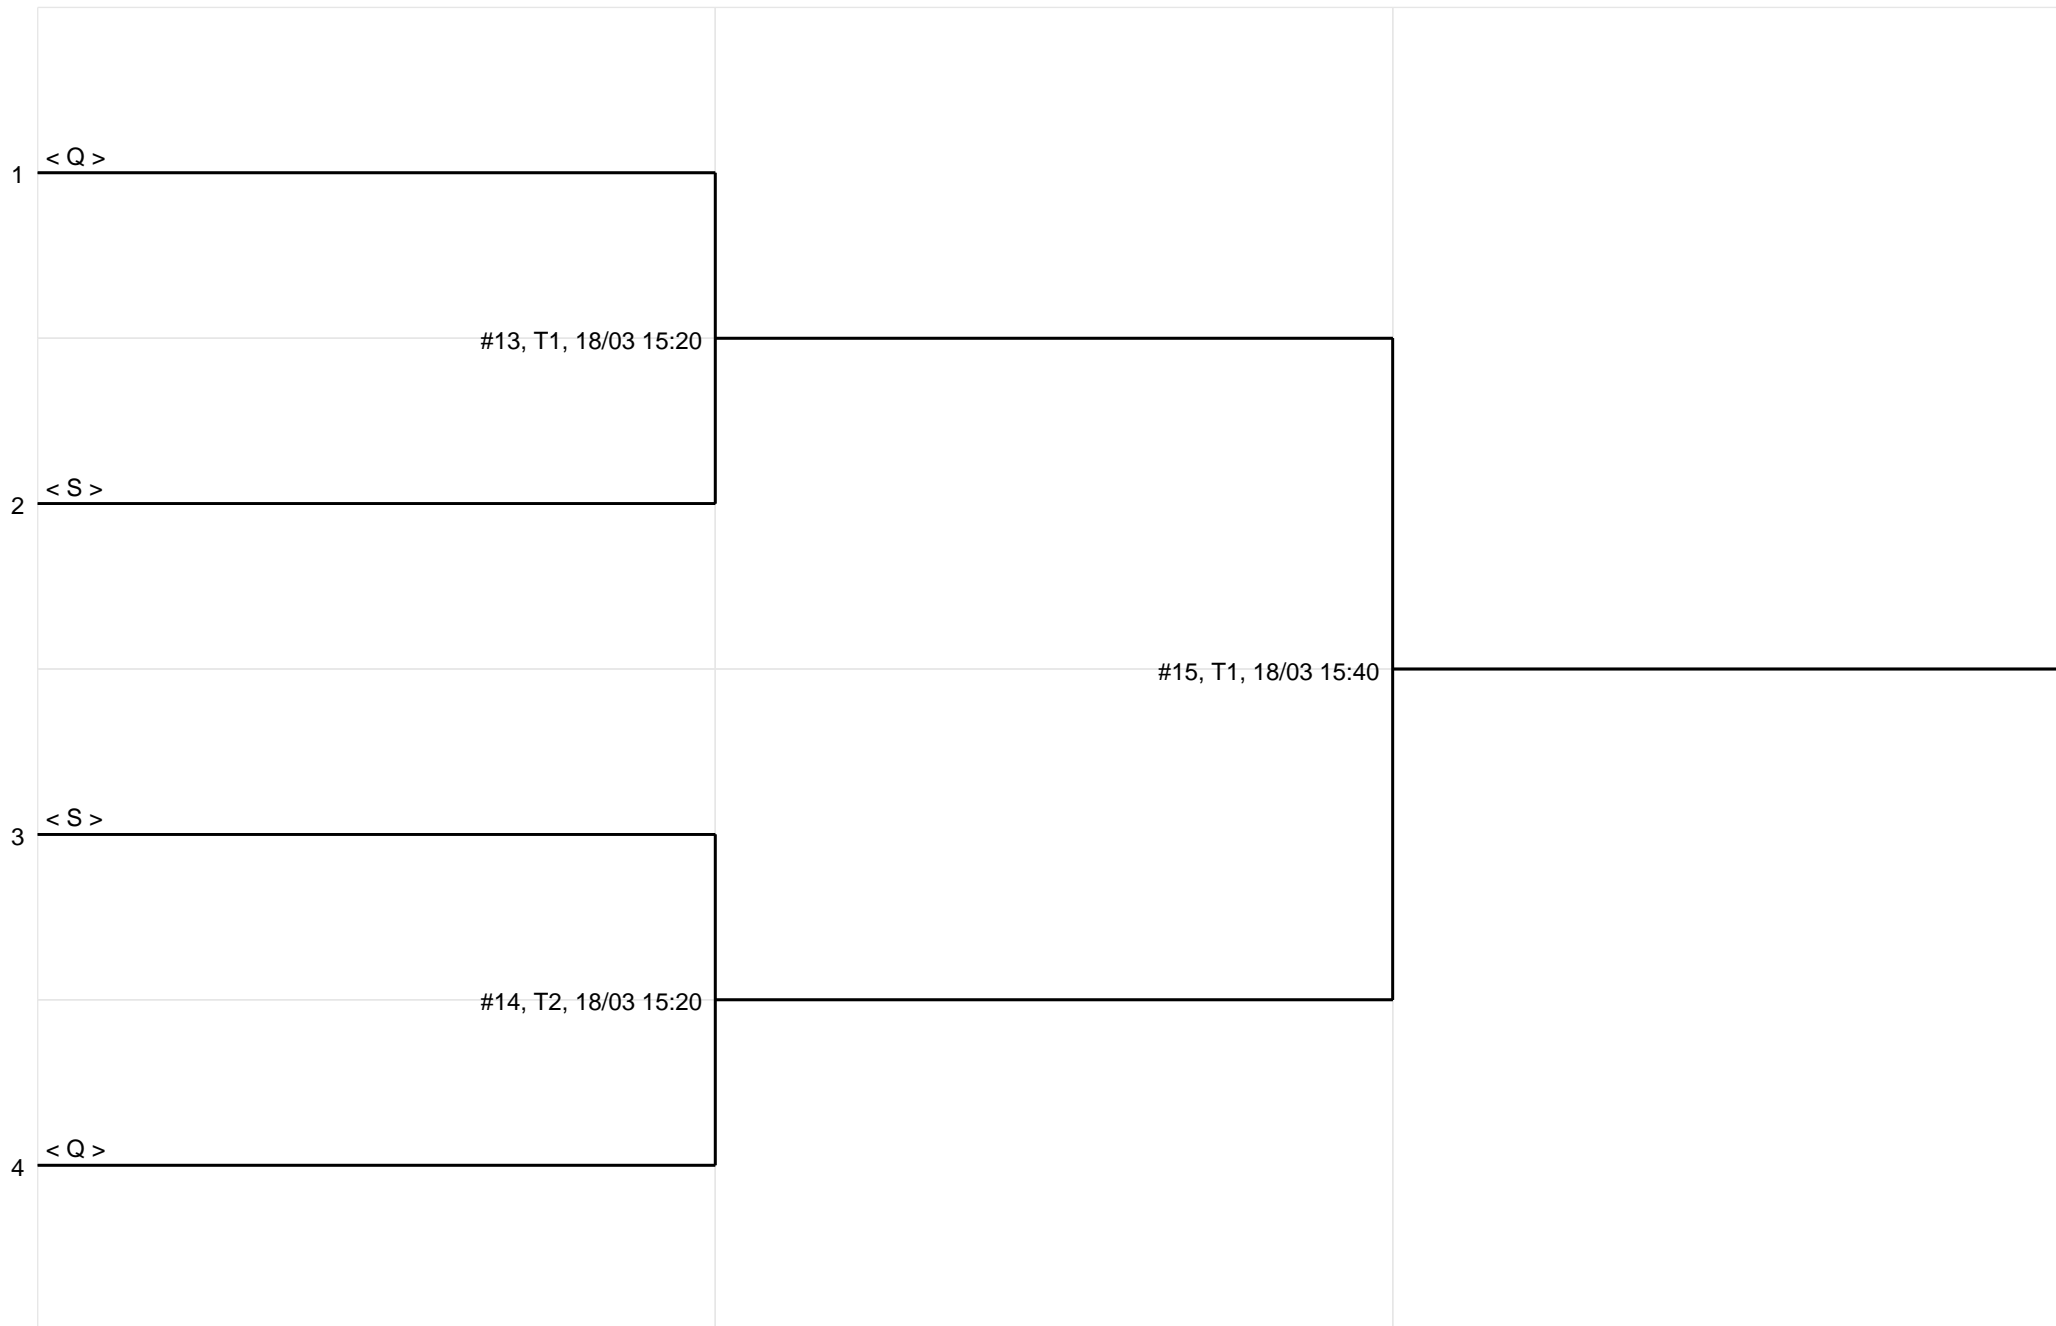 < Q >
1
#13, T1, 18/03 15:20
< S >
2
#15, T1, 18/03 15:40
< S >
3
#14, T2, 18/03 15:20
< Q >
4